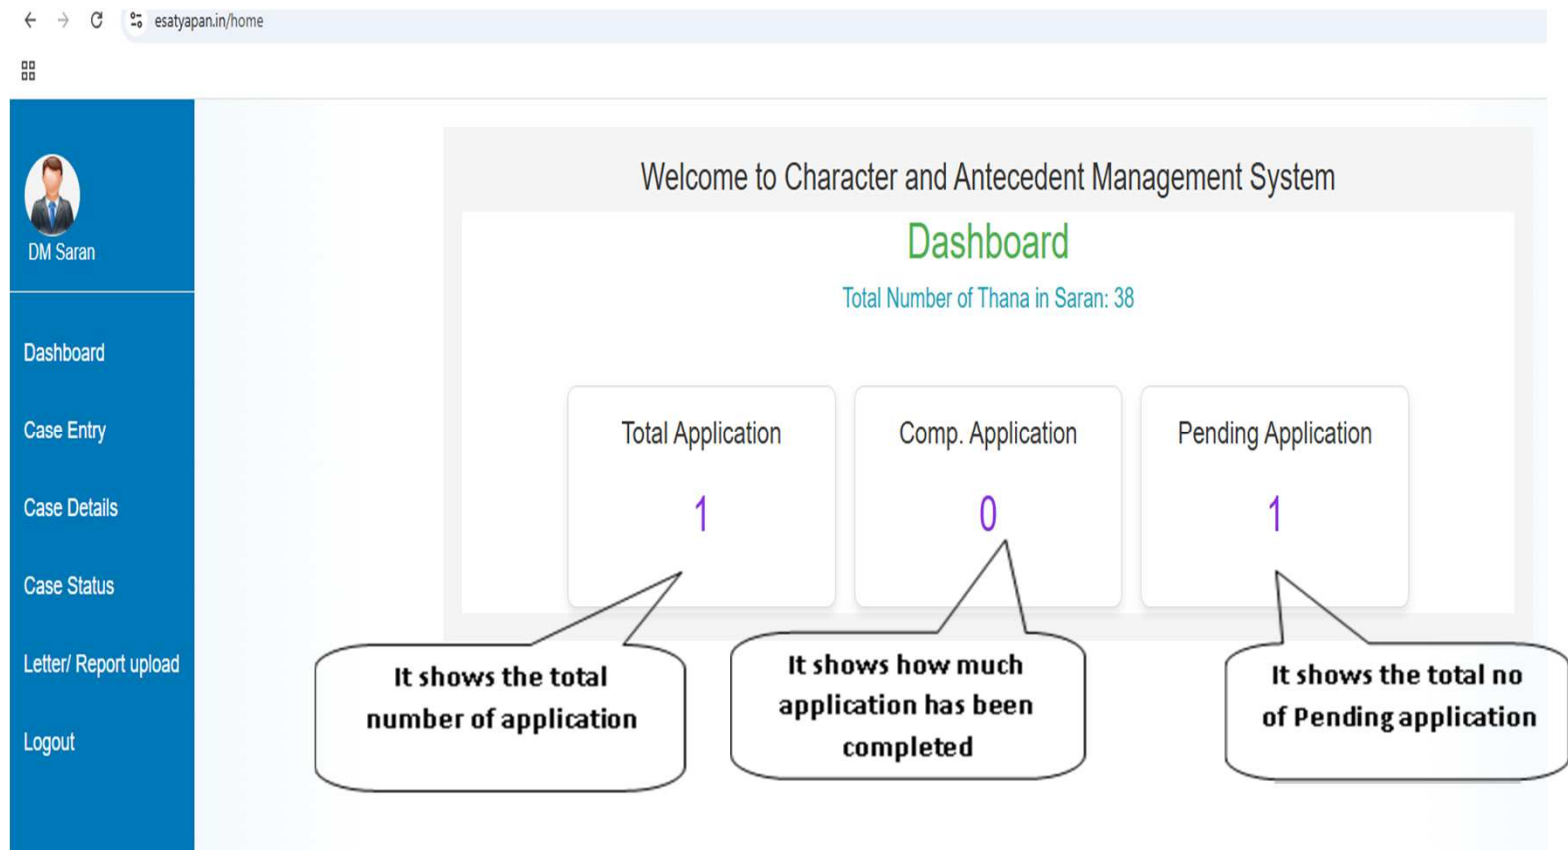 esatyapan.in/home
DM Saran
Dashboard
Case Entry
Case Details
Case Status
Letter/ Report upload
Logout
Welcome to Character and Antecedent Management System
Dashboard
Total Number of Thana in Saran: 38
Total Application
1
Comp. Application
0
Pending Application
1
It shows the total
number of application
It shows how much
application has been
completed
It shows the total no
of Pending application